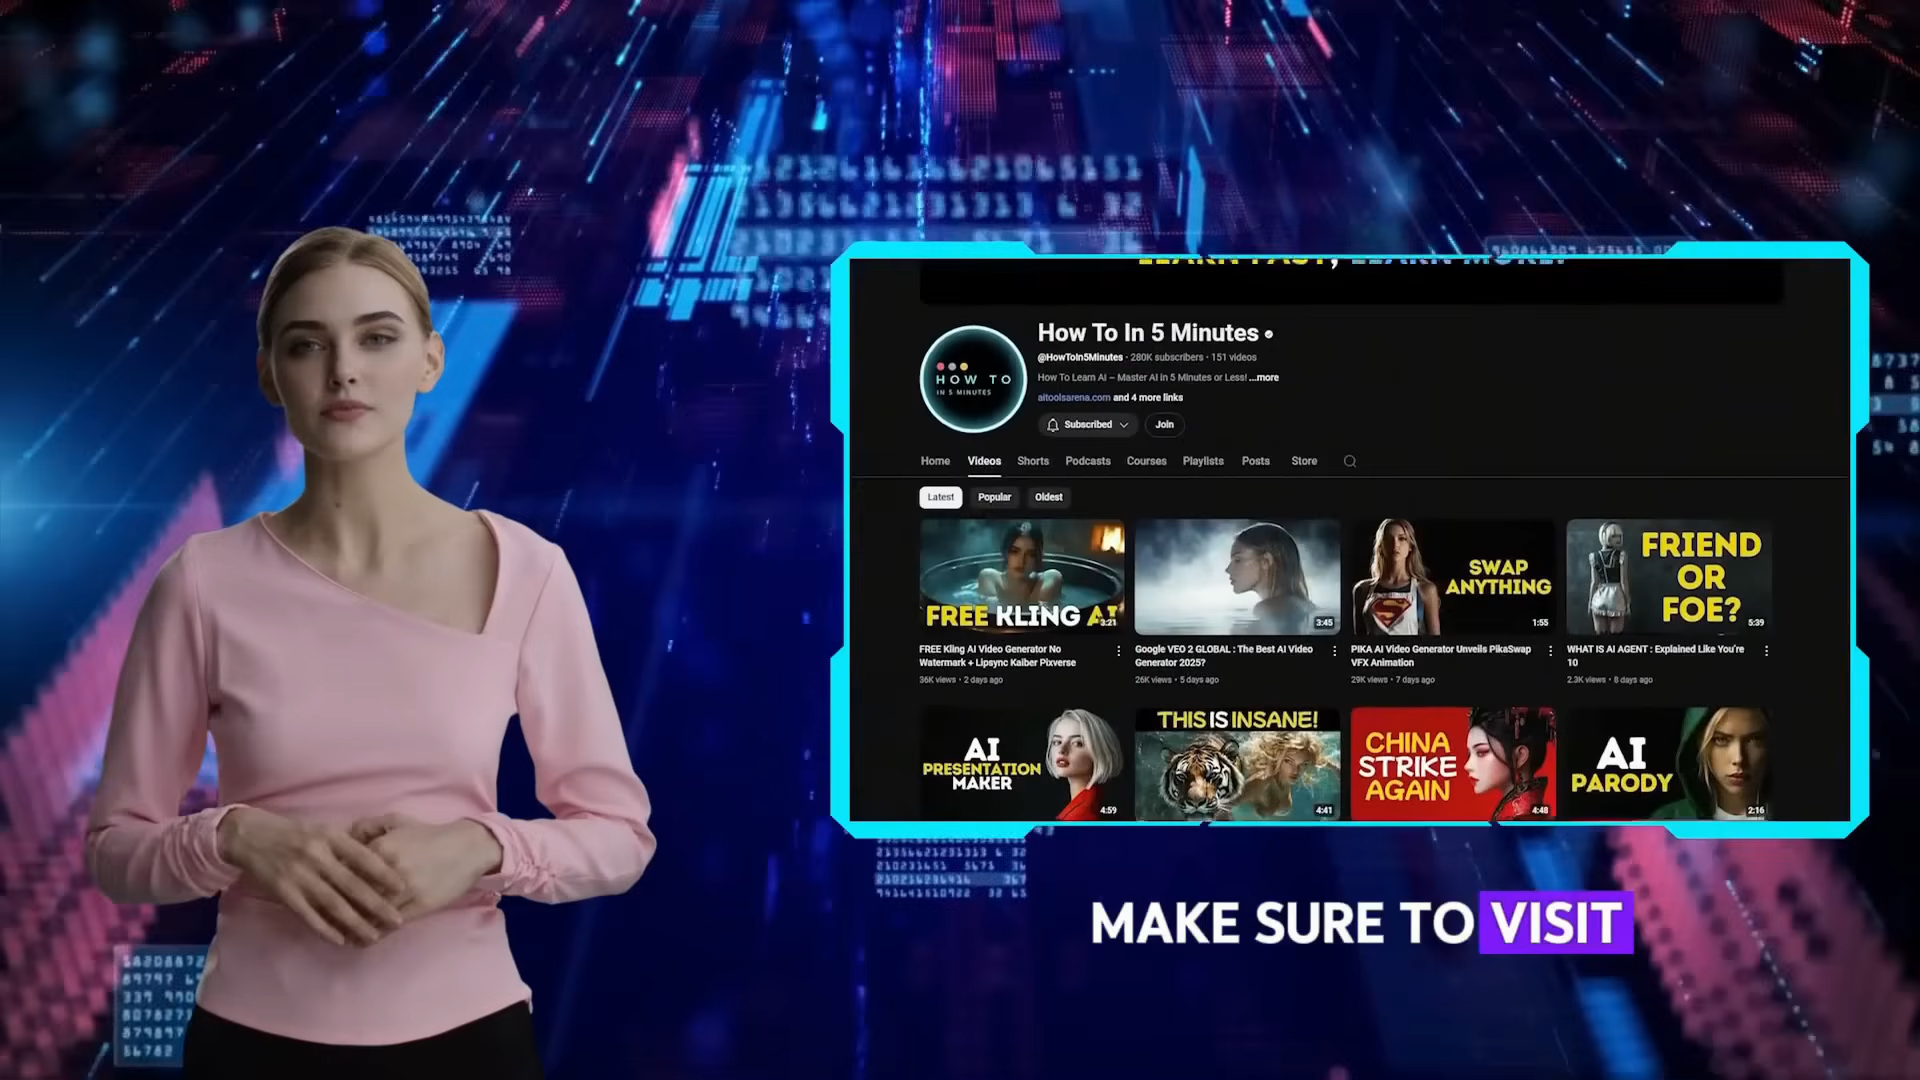 How To In 5 Minutes
@HowToIn5Minutes · 280K subscribers · 151 videos
How To Learn AI – Master AI in 5 Minutes or Less! ...more
aitoolsarena.com and 4 more links
Subscribed
Join
HOW TO
IN 5 MINUTES
Home Videos Shorts Podcasts Courses Playlists Posts Store
Latest Popular Oldest
FREE KLING AI
3:21
3:45
SWAP
ANYTHING
1:55
FRIEND
OR
FOE?
5:39
FREE Kling AI Video Generator No
Watermark + Lipsync Kaiber Pixverse
36K views · 2 days ago
Google VEO 2 GLOBAL : The Best AI Video
Generator 2025?
26K views · 5 days ago
PIKA AI Video Generator Unveils PikaSwap
VFX Animation
29K views · 7 days ago
WHAT IS AI AGENT : Explained Like You're
10
2.3K views · 8 days ago
AI
PRESENTATION
MAKER
4:59
THIS IS INSANE!
4:41
CHINA
STRIKE
AGAIN
4:48
AI
PARODY
2:16
MAKE SURE TO VISIT